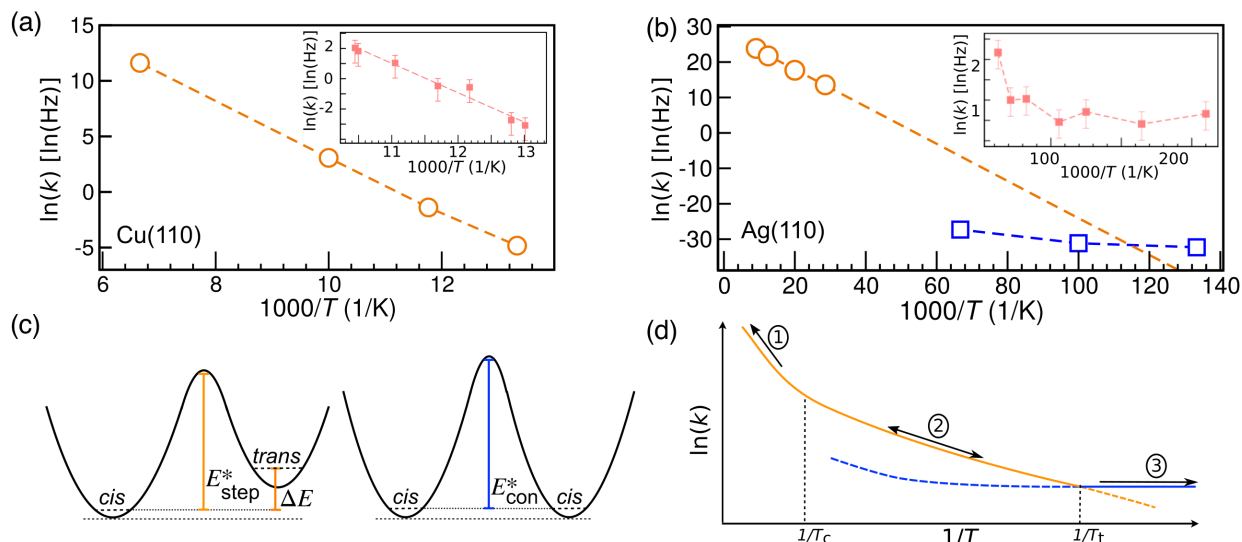 (a)
15
10
5
0
-5
ln(k) [ln(Hz)]
Cu(110)
6
8
10
12
1000/T (1/K)
2
0
-2
ln(k) [ln(Hz)]
11
12
13
1000/T (1/K)
(b)
30
20
10
0
-10
-20
-30
ln(k) [ln(Hz)]
Ag(110)
0
20
40
60
80
100
120
140
1000/T (1/K)
2
1
ln(k) [ln(Hz)]
100
200
1000/T (1/K)
(c)
cis
trans
E*step
ΔE
cis
cis
E*con
(d)
ln(k)
①
②
③
1/Tc
1/T
1/Tt